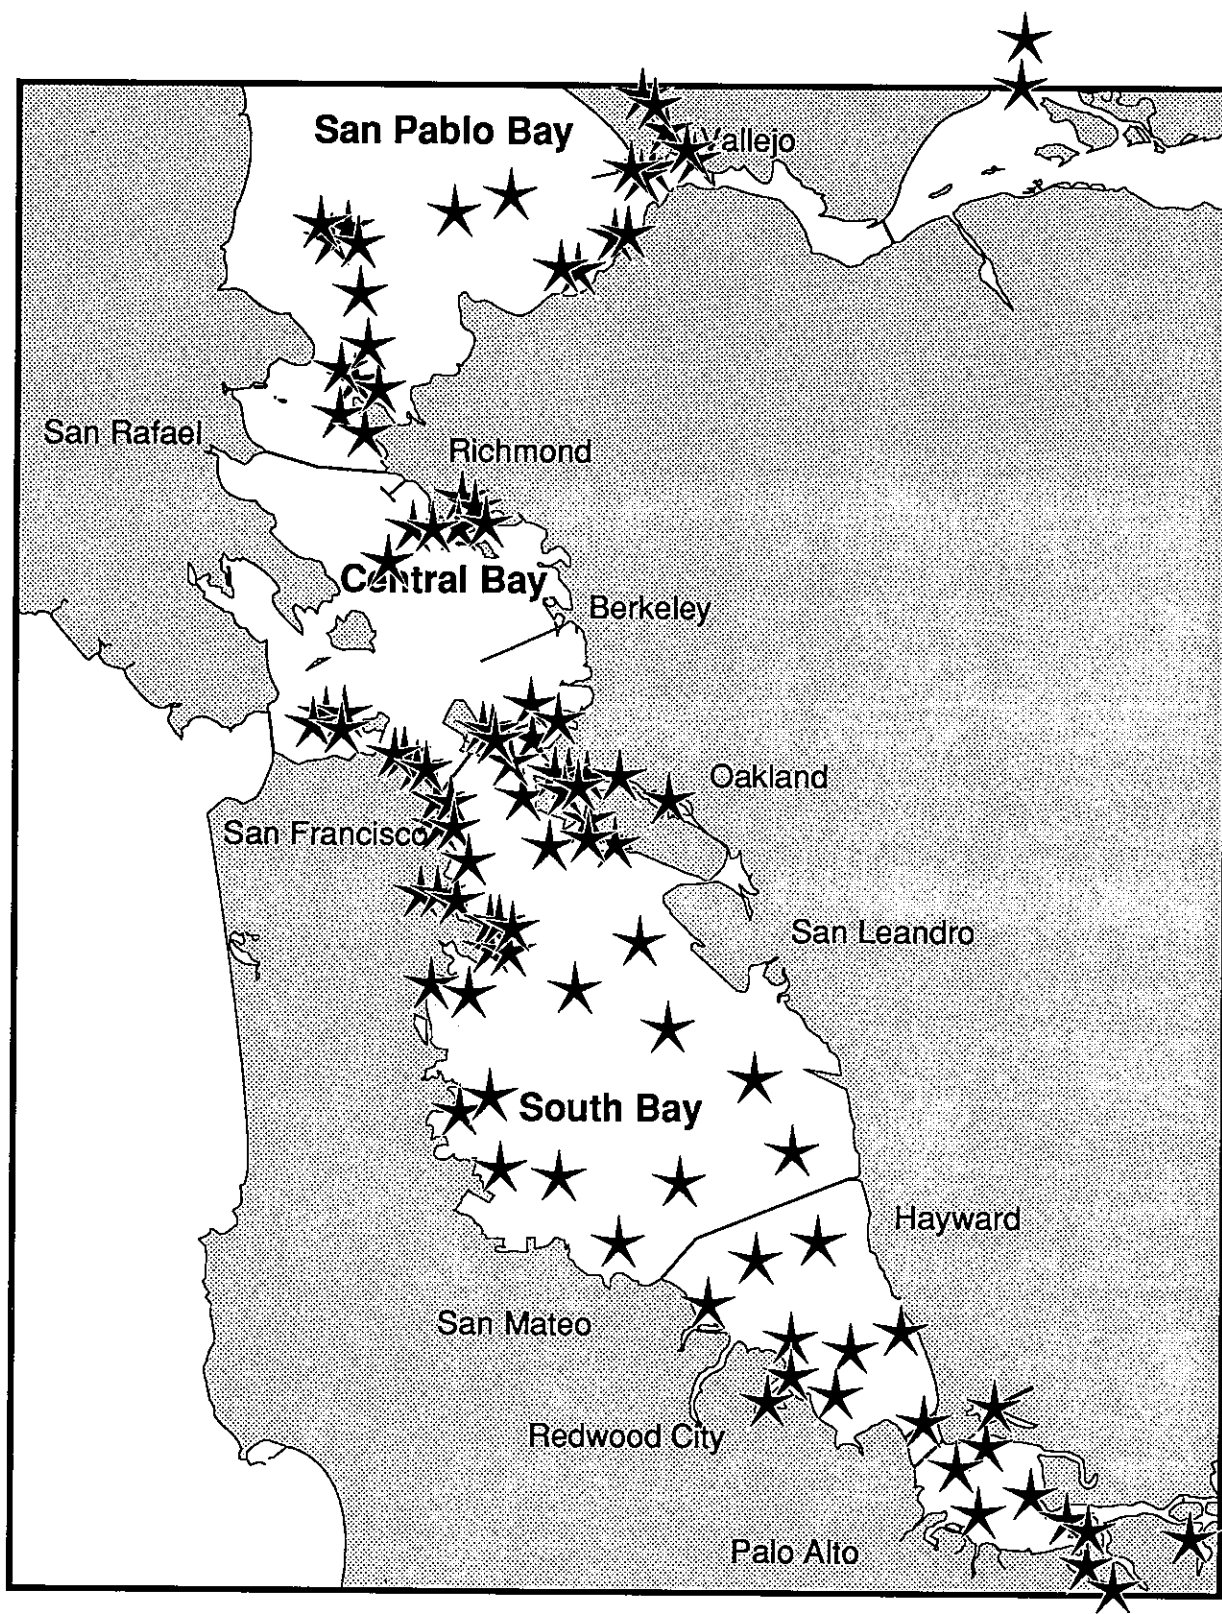 San Pablo Bay
Vallejo
San Rafael
Richmond
Central Bay
Berkeley
Oakland
San Francisco
San Leandro
South Bay
Hayward
San Mateo
Redwood City
Palo Alto